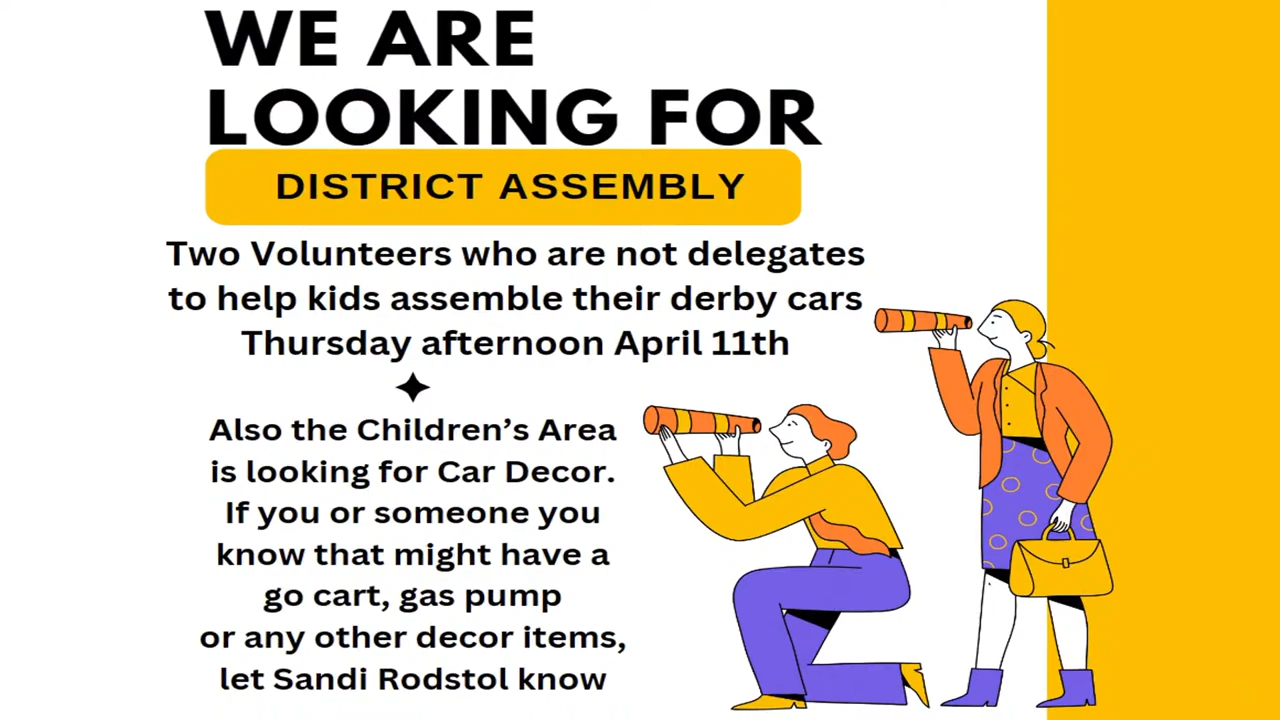 WE ARE
LOOKING FOR
DISTRICT ASSEMBLY
Two Volunteers who are not delegates
to help kids assemble their derby cars
Thursday afternoon April 11th
Also the Children’s Area
is looking for Car Decor.
If you or someone you
know that might have a
go cart, gas pump
or any other decor items,
let Sandi Rodstol know